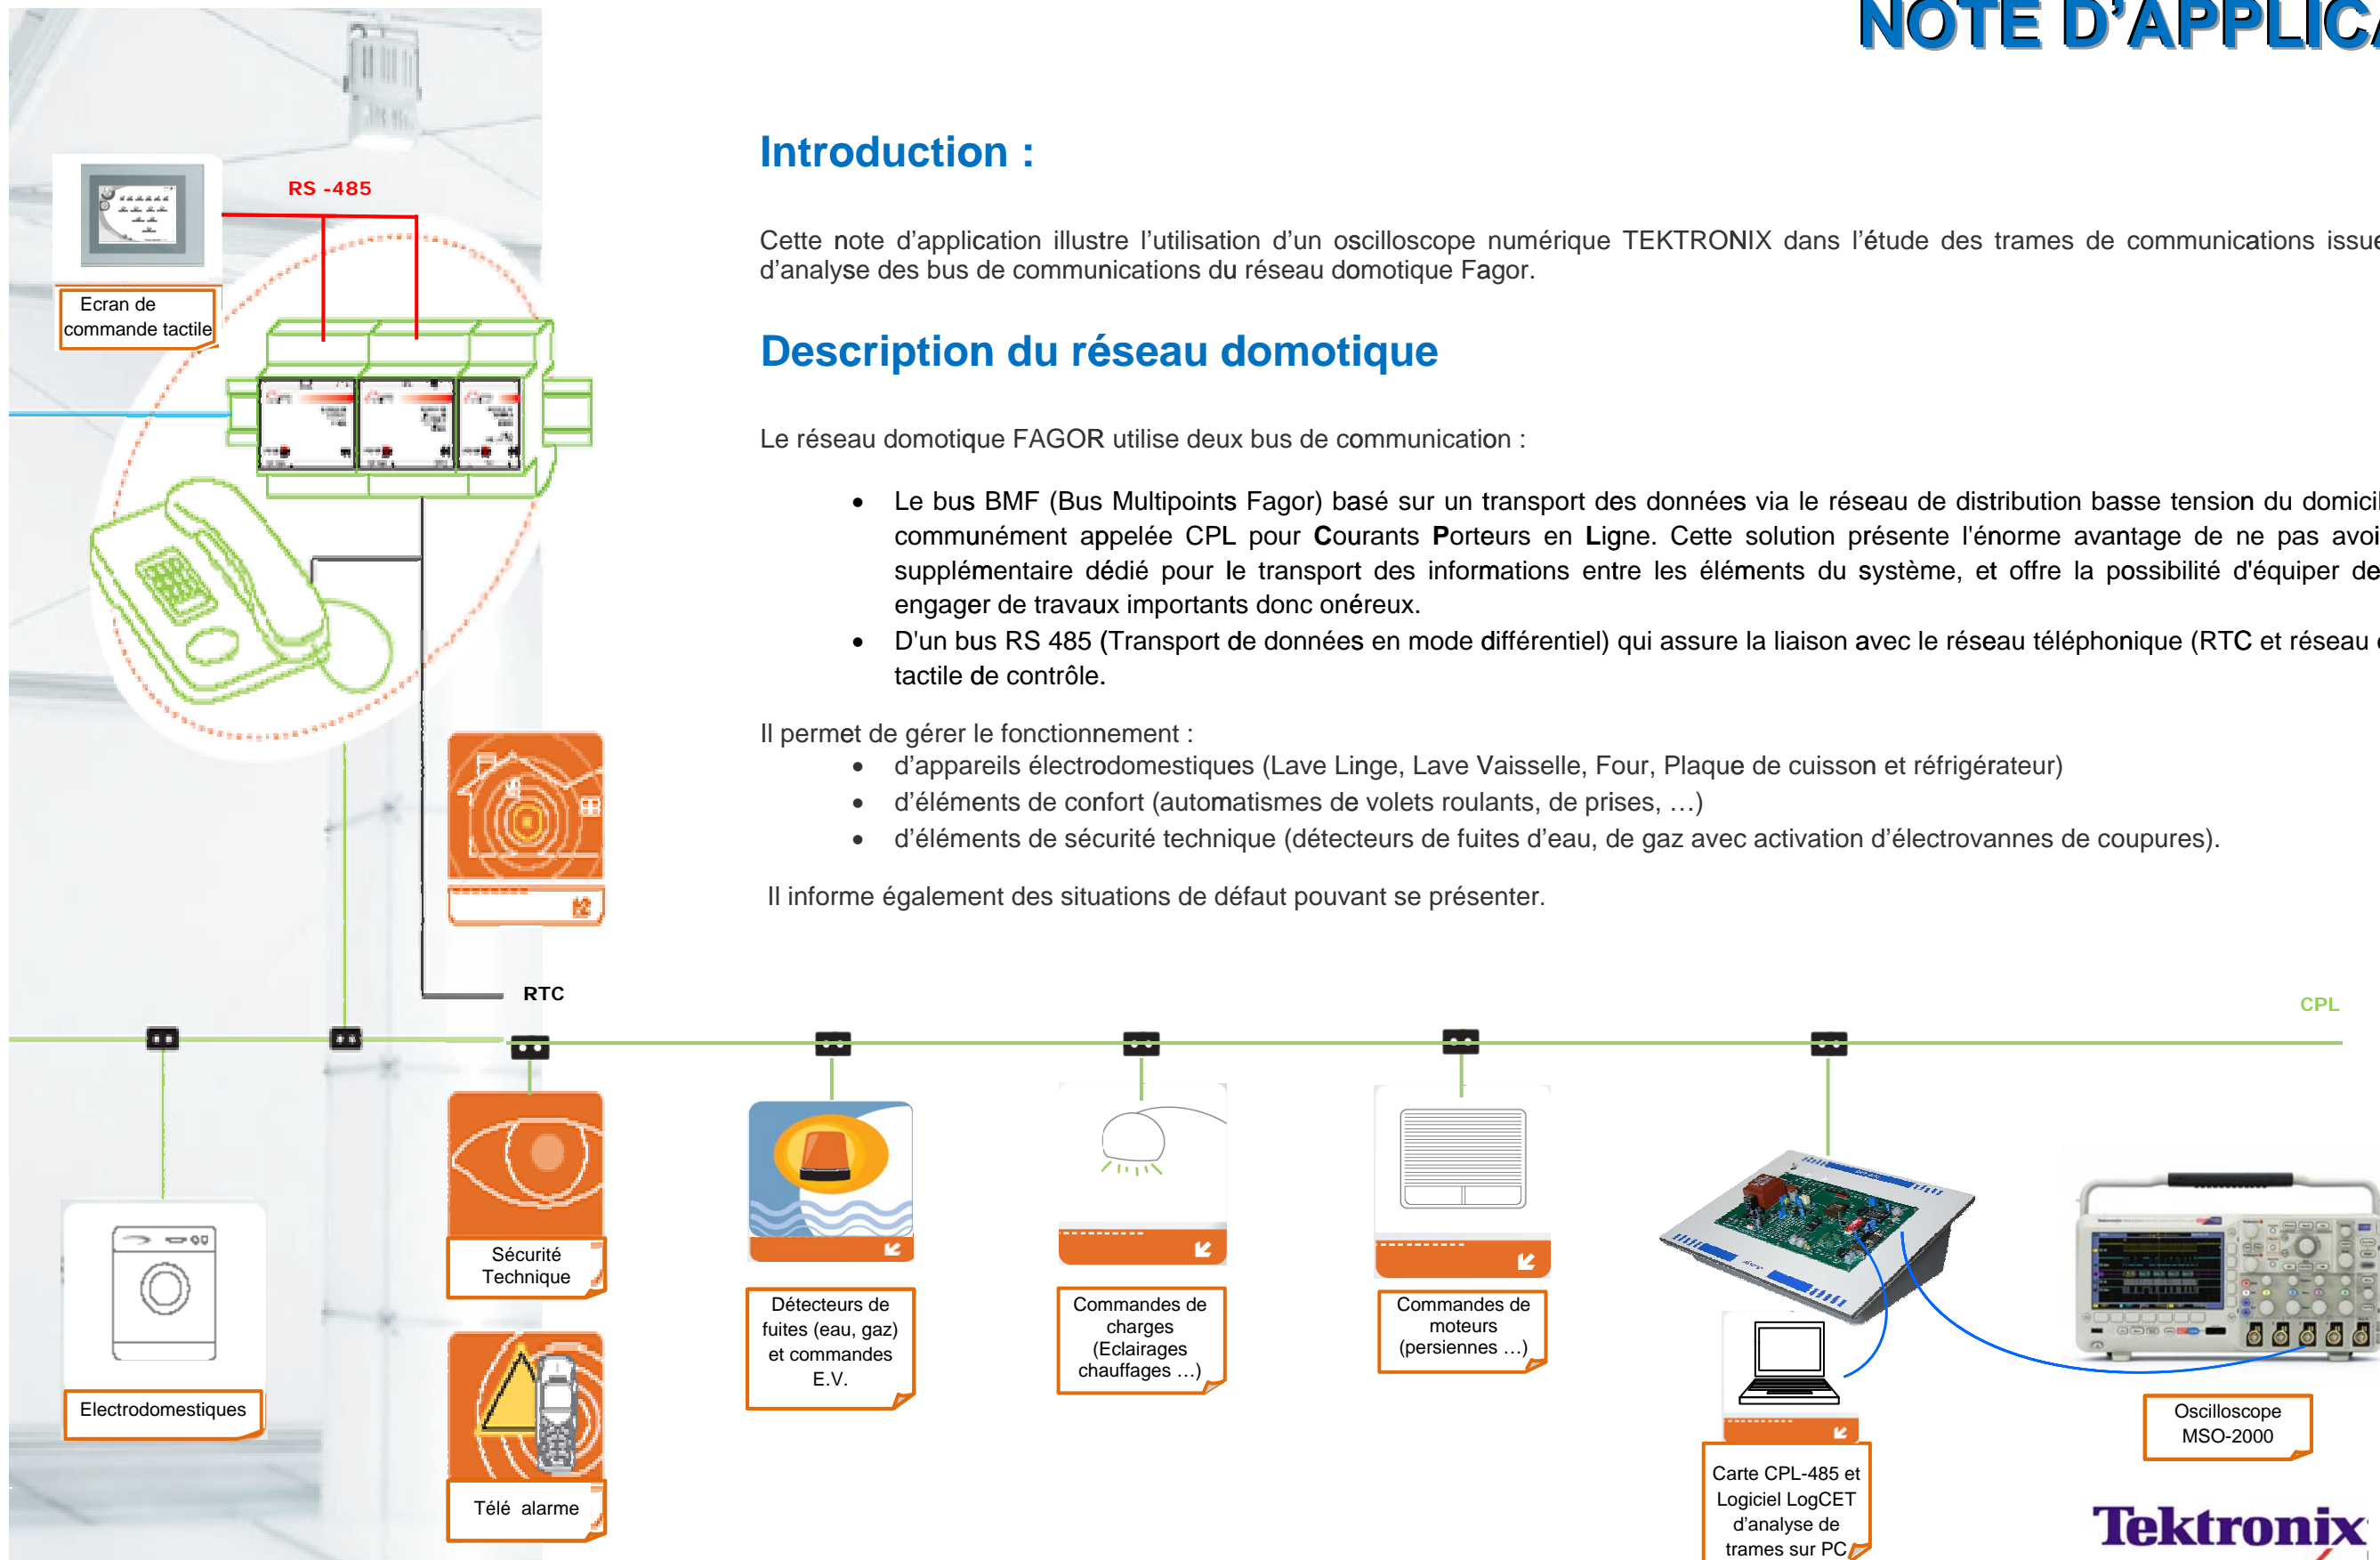 NOTE D’APPLICA
RS -485
Ecran de
commande tactile
Introduction :
Cette note d’application illustre l’utilisation d’un oscilloscope numérique TEKTRONIX dans l’étude des trames de communications issue
d’analyse des bus de communications du réseau domotique Fagor.
Description du réseau domotique
Le réseau domotique FAGOR utilise deux bus de communication :
• Le bus BMF (Bus Multipoints Fagor) basé sur un transport des données via le réseau de distribution basse tension du domicil
communément appelée CPL pour Courants Porteurs en Ligne. Cette solution présente l'énorme avantage de ne pas avoi
supplémentaire dédié pour le transport des informations entre les éléments du système, et offre la possibilité d'équiper de
engager de travaux importants donc onéreux.
• D'un bus RS 485 (Transport de données en mode différentiel) qui assure la liaison avec le réseau téléphonique (RTC et réseau
tactile de contrôle.
Il permet de gérer le fonctionnement :
• d’appareils électrodomestiques (Lave Linge, Lave Vaisselle, Four, Plaque de cuisson et réfrigérateur)
• d’éléments de confort (automatismes de volets roulants, de prises, …)
• d’éléments de sécurité technique (détecteurs de fuites d’eau, de gaz avec activation d’électrovannes de coupures).
Il informe également des situations de défaut pouvant se présenter.
RTC
CPL
Electrodomestiques
Sécurité
Technique
Télé alarme
Détecteurs de
fuites (eau, gaz)
et commandes
E.V.
Commandes de
charges
(Eclairages
chauffages …)
Commandes de
moteurs
(persiennes …)
Carte CPL-485 et
Logiciel LogCET
d’analyse de
trames sur PC
Oscilloscope
MSO-2000
Tektronix